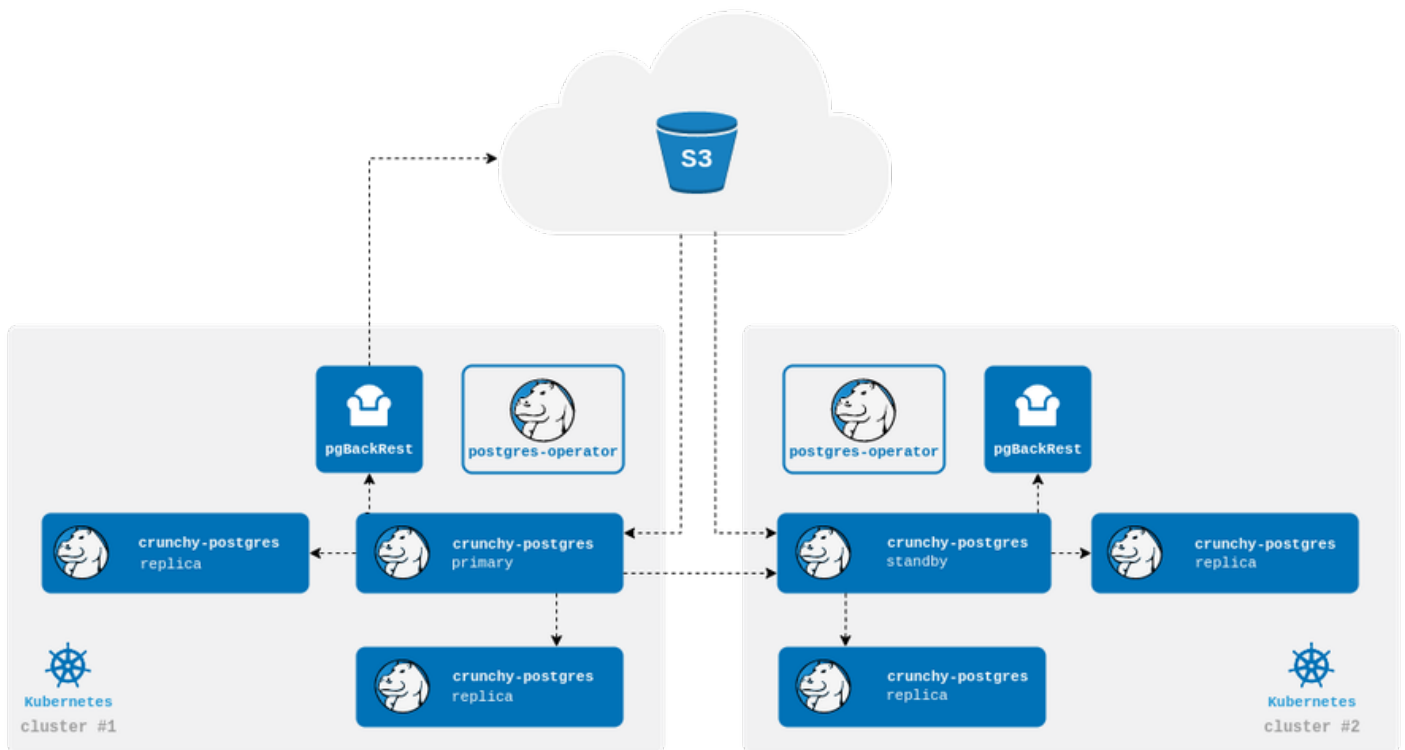 S3
pgBackRest
postgres-operator
crunchy-postgres
replica
crunchy-postgres
primary
crunchy-postgres
replica
Kubernetes
cluster #1
postgres-operator
pgBackRest
crunchy-postgres
standby
crunchy-postgres
replica
crunchy-postgres
replica
Kubernetes
cluster #2